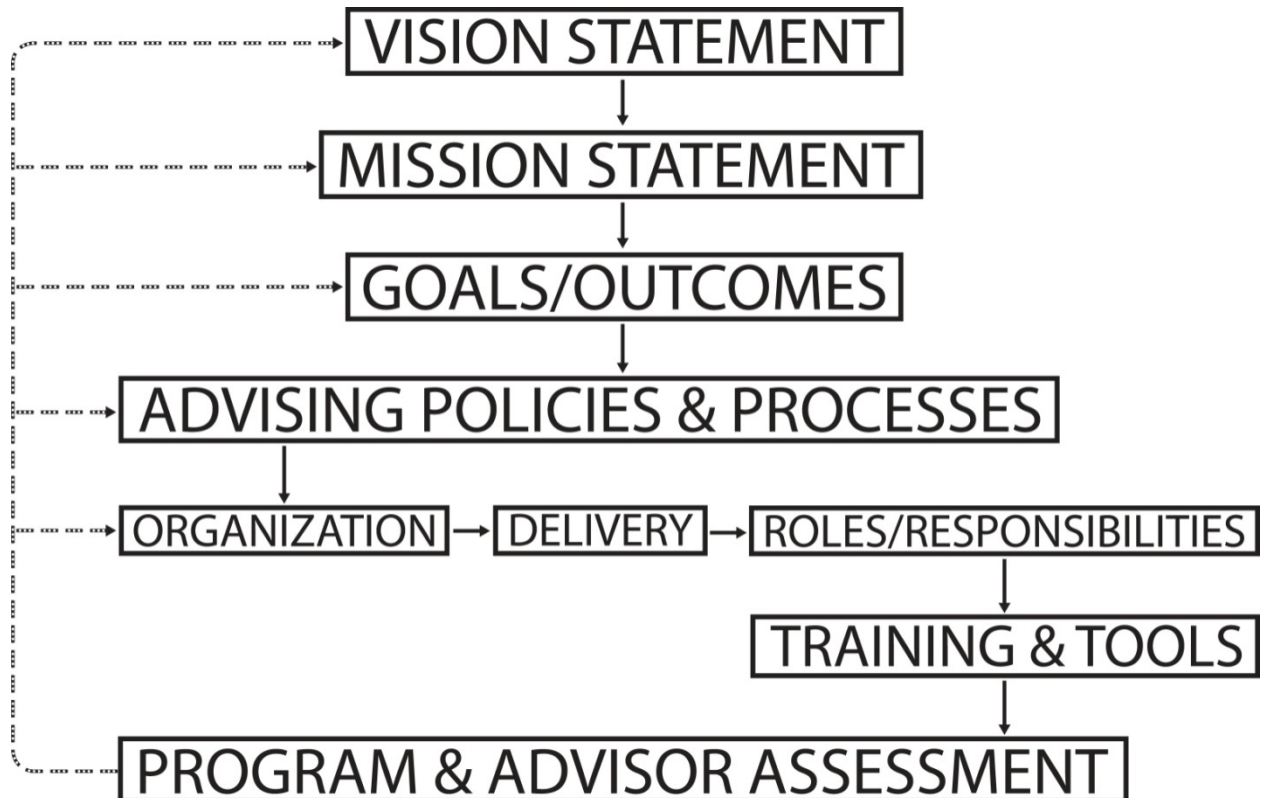 VISION STATEMENT
MISSION STATEMENT
GOALS/OUTCOMES
ADVISING POLICIES & PROCESSES
ORGANIZATION
DELIVERY
ROLES/RESPONSIBILITIES
TRAINING & TOOLS
PROGRAM & ADVISOR ASSESSMENT